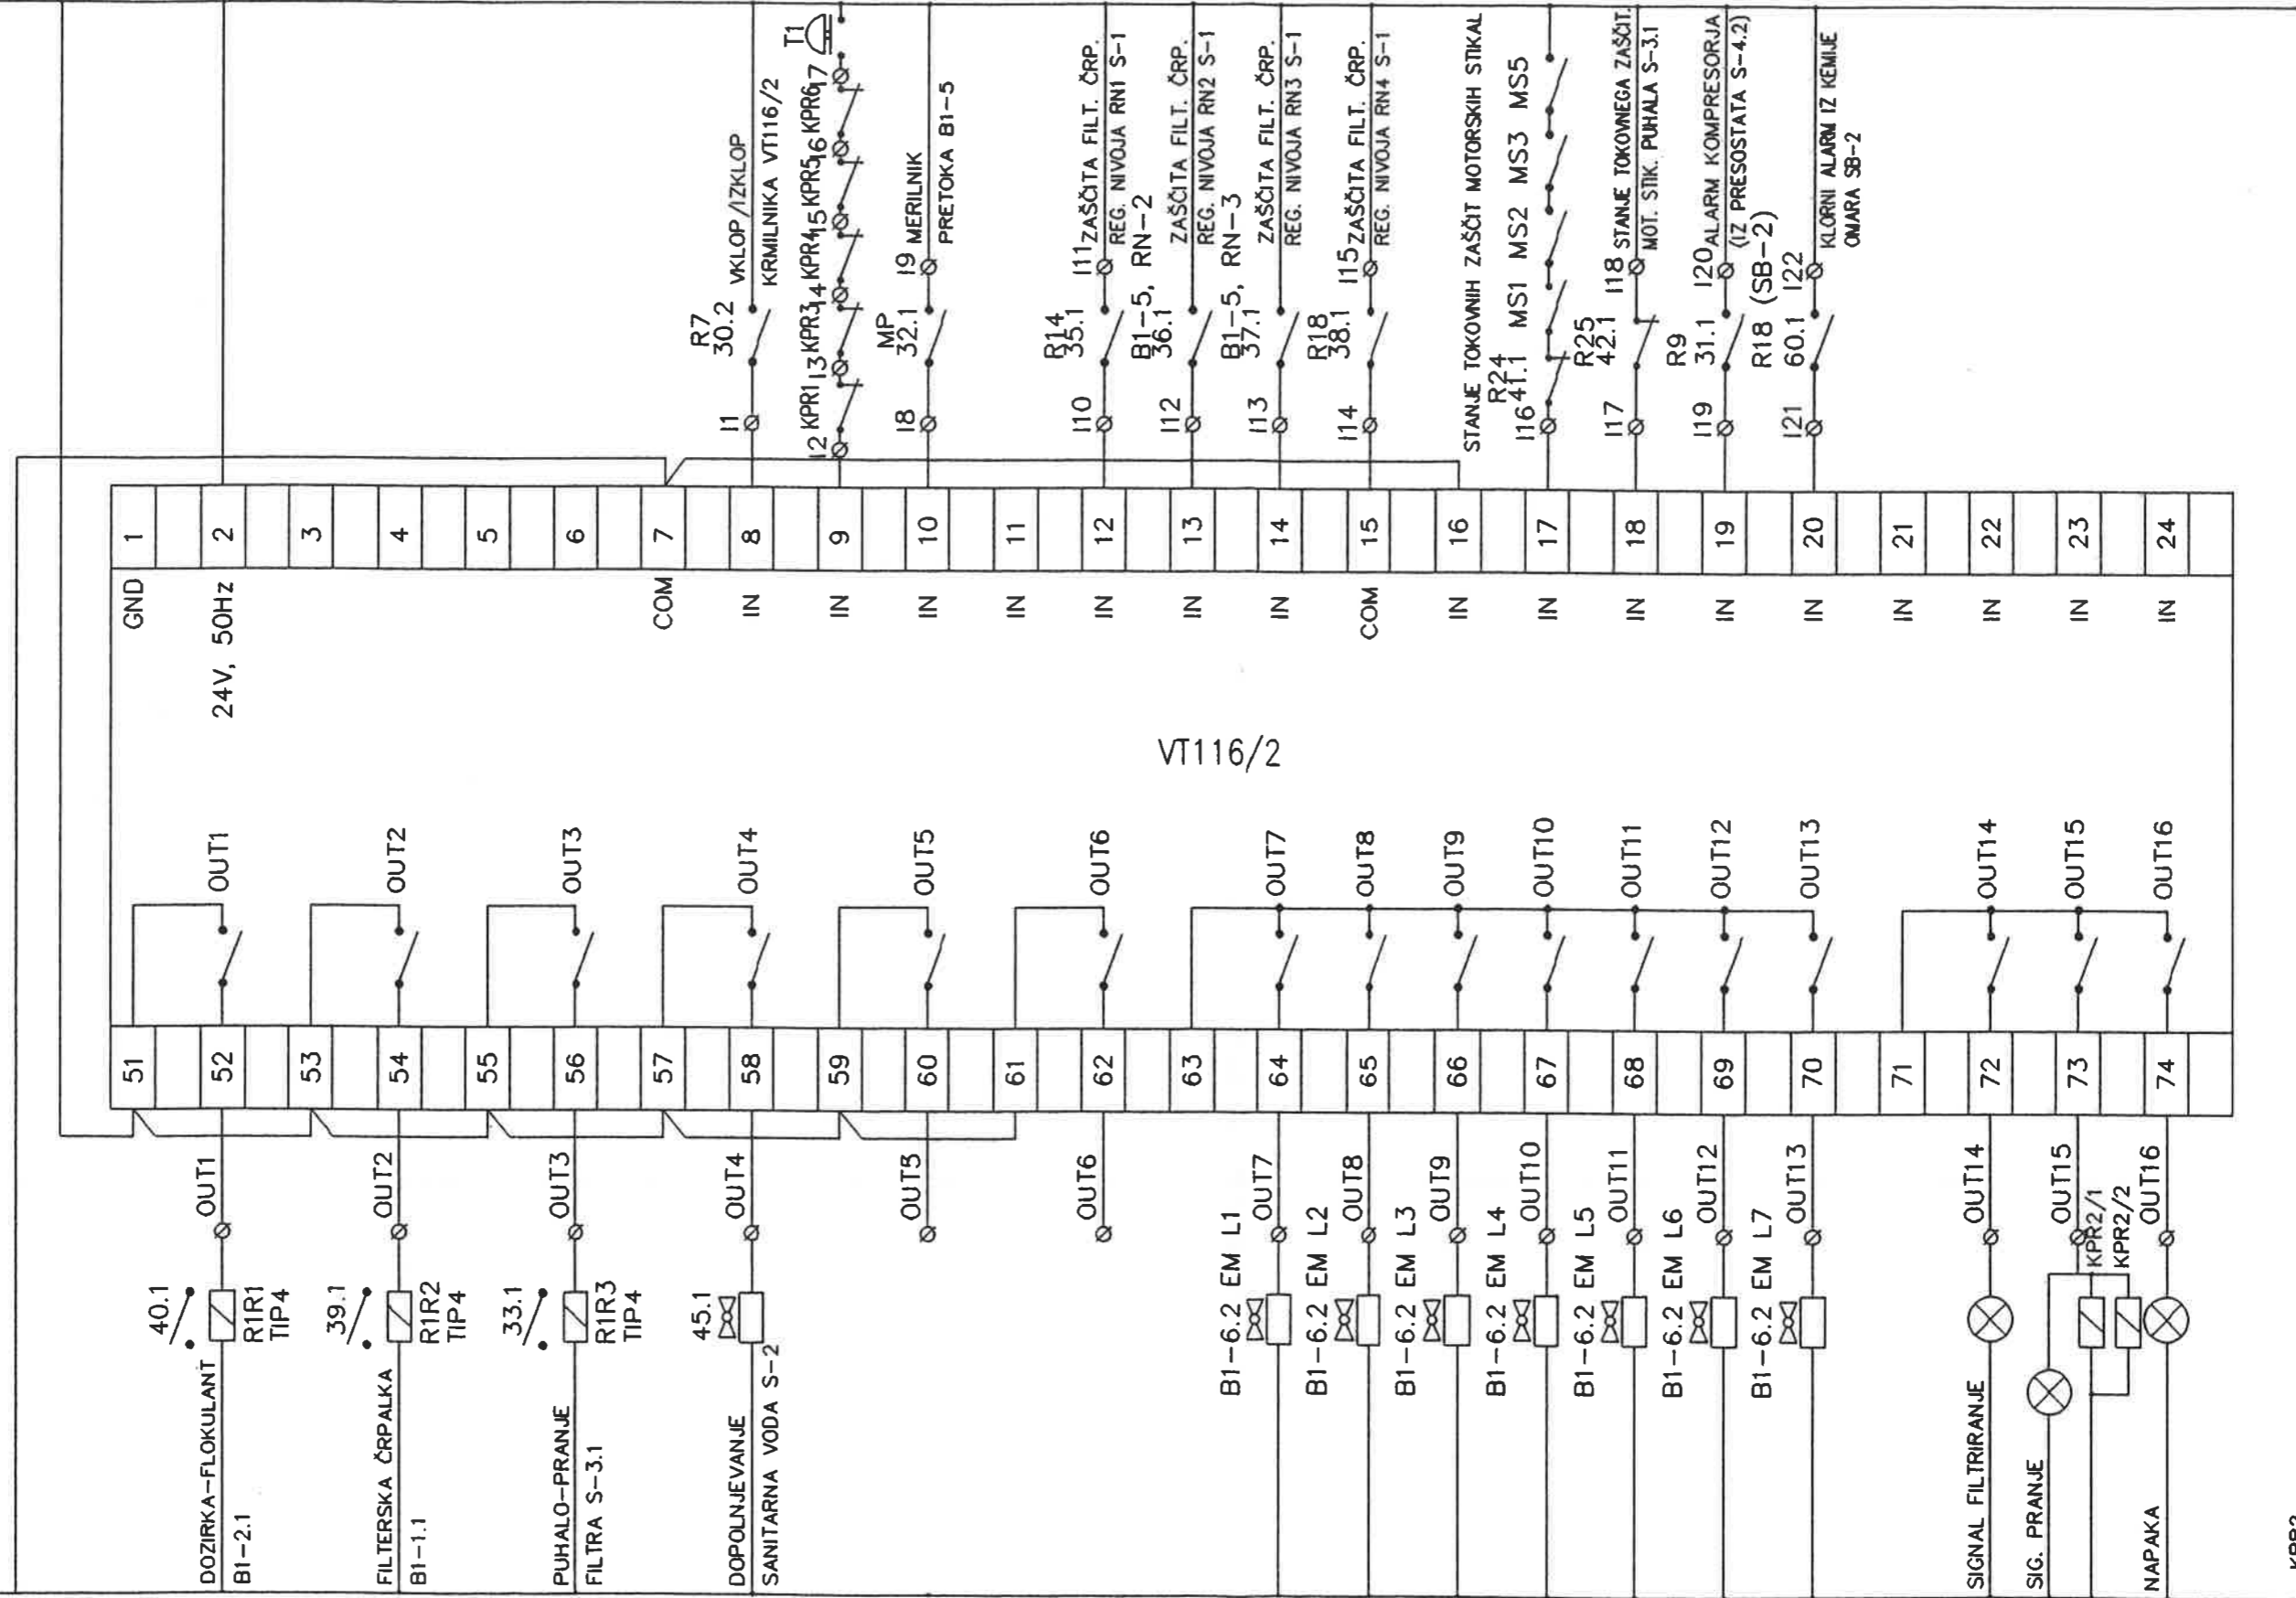 T1
VKLOP/IZKLOP
KRMILNIKA VT116/2
R7
30.2
I1
I2
KPR1
I3
KPR3
14
KPR4
15
KPR5
16
KPR6
17
MERILNIK
PRETOKA B1-5
I9
MP
32.1
I8
ZAŠČITA FILT. ČRP.
REG. NIVOJA RN1 S-1
I11
R14
35.1
I10
ZAŠČITA FILT. ČRP.
REG. NIVOJA RN2 S-1
B1-5, RN-2
36.1
I12
ZAŠČITA FILT. ČRP.
REG. NIVOJA RN3 S-1
B1-5, RN-3
37.1
I13
ZAŠČITA FILT. ČRP.
REG. NIVOJA RN4 S-1
I15
R18
38.1
I14
STANJE TOKOVNIH ZAŠČIT MOTORSKIH STIKAL
R24
41.1 MS1 MS2 MS3 MS5
I16
STANJE TOKOVNEGA ZAŠČIT.
MOT. STIK. PUHALA S-3.1
I18
R25
42.1
I17
ALARM KOMPRESORJA
(IZ PRESOSTATA S-4.2)
I20
R9
31.1
I19
KLORNI ALARM IZ KEMIJE
OMARA SB-2
I22
R18 (SB-2)
60.1
I21
1 2 3 4 5 6 7 8 9 10 11 12 13 14 15 16 17 18 19 20 21 22 23 24
GND
24V, 50Hz
COM
IN IN IN IN IN IN IN
COM
IN IN IN IN IN IN IN IN IN
VT116/2
OUT1 OUT2 OUT3 OUT4 OUT5 OUT6 OUT7 OUT8 OUT9 OUT10 OUT11 OUT12 OUT13 OUT14 OUT15 OUT16
51 52 53 54 55 56 57 58 59 60 61 62 63 64 65 66 67 68 69 70 71 72 73 74
OUT1
40.1
R1R1
TIP4
DOZIRKA-FLOKULANT
B1-2.1
OUT2
39.1
R1R2
TIP4
FILTERSKA ČRPALKA
B1-1.1
OUT3
33.1
R1R3
TIP4
PUHALO-PRANJE
FILTRA S-3.1
OUT4
45.1
DOPOLNJEVANJE
SANITARNA VODA S-2
OUT5
OUT6
OUT7
B1-6.2 EM L1
OUT8
B1-6.2 EM L2
OUT9
B1-6.2 EM L3
OUT10
B1-6.2 EM L4
OUT11
B1-6.2 EM L5
OUT12
B1-6.2 EM L6
OUT13
B1-6.2 EM L7
OUT14
SIGNAL FILTRIRANJE
OUT15
KPR2/1
KPR2/2
SIG. PRANJE
OUT16
NAPAKA
KPR2